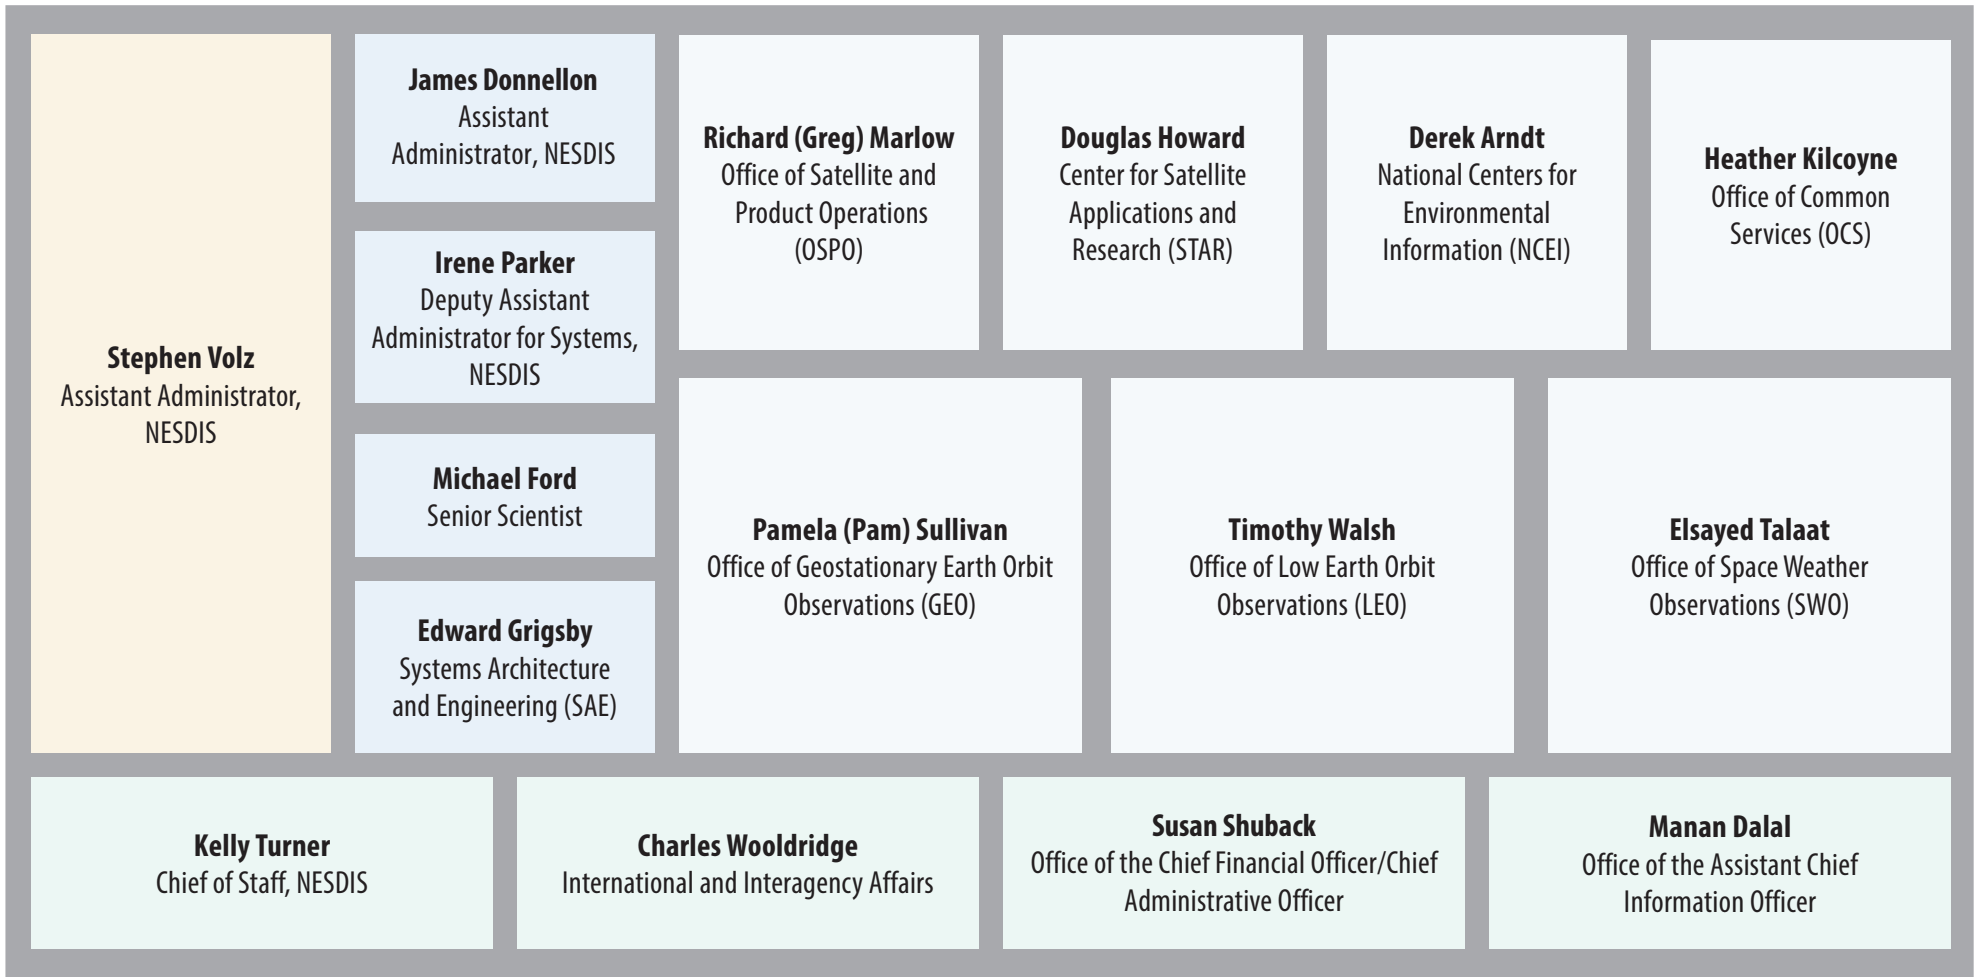 Stephen Volz
Assistant Administrator,
NESDIS
James Donnellon
Assistant
Administrator, NESDIS
Irene Parker
Deputy Assistant
Administrator for Systems,
NESDIS
Michael Ford
Senior Scientist
Edward Grigsby
Systems Architecture
and Engineering (SAE)
Richard (Greg) Marlow
Office of Satellite and
Product Operations
(OSPO)
Douglas Howard
Center for Satellite
Applications and
Research (STAR)
Derek Arndt
National Centers for
Environmental
Information (NCEI)
Heather Kilcoyne
Office of Common
Services (OCS)
Pamela (Pam) Sullivan
Office of Geostationary Earth Orbit
Observations (GEO)
Timothy Walsh
Office of Low Earth Orbit
Observations (LEO)
Elsayed Talaat
Office of Space Weather
Observations (SWO)
Kelly Turner
Chief of Staff, NESDIS
Charles Wooldridge
International and Interagency Affairs
Susan Shuback
Office of the Chief Financial Officer/Chief
Administrative Officer
Manan Dalal
Office of the Assistant Chief
Information Officer